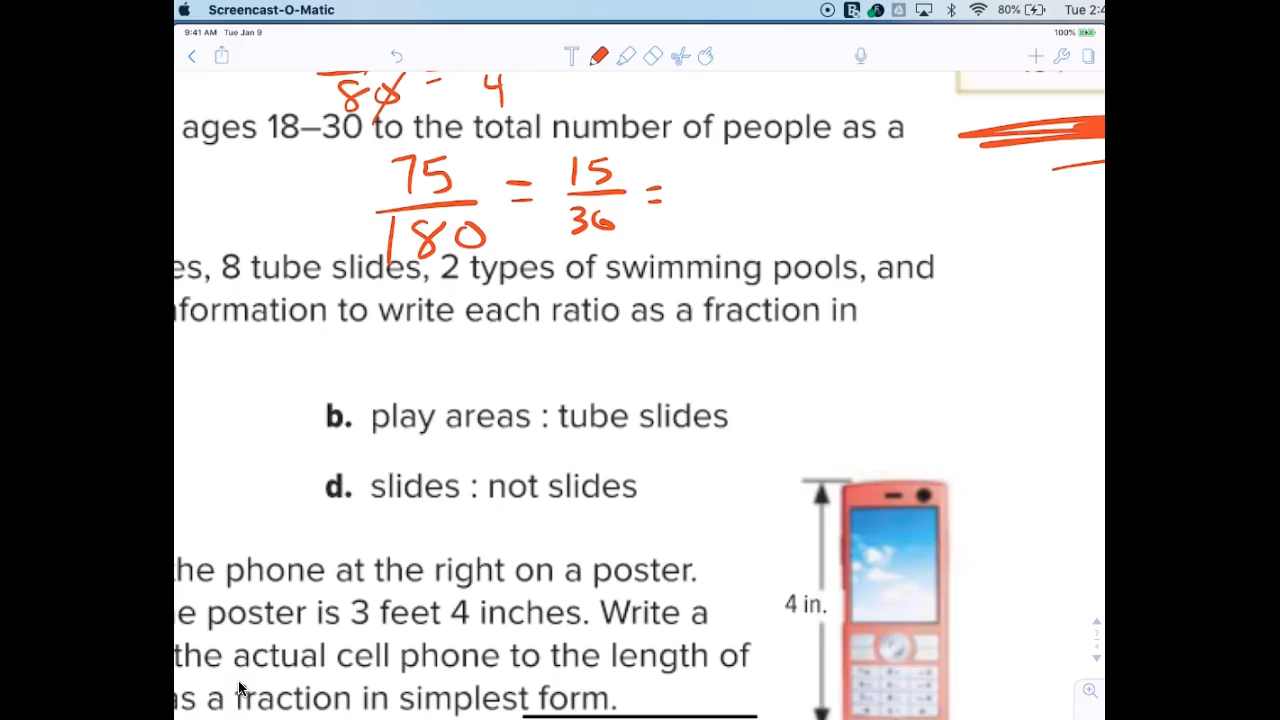 Screencast-O-Matic
80%
Tue 2:4
9:41 AM Tue Jan 9
100%
T
80 = 4
ages 18–30 to the total number of people as a
75/180 = 15/36 =
es, 8 tube slides, 2 types of swimming pools, and
nformation to write each ratio as a fraction in
b. play areas : tube slides
d. slides : not slides
the phone at the right on a poster.
e poster is 3 feet 4 inches. Write a
4 in.
the actual cell phone to the length of
as a fraction in simplest form.